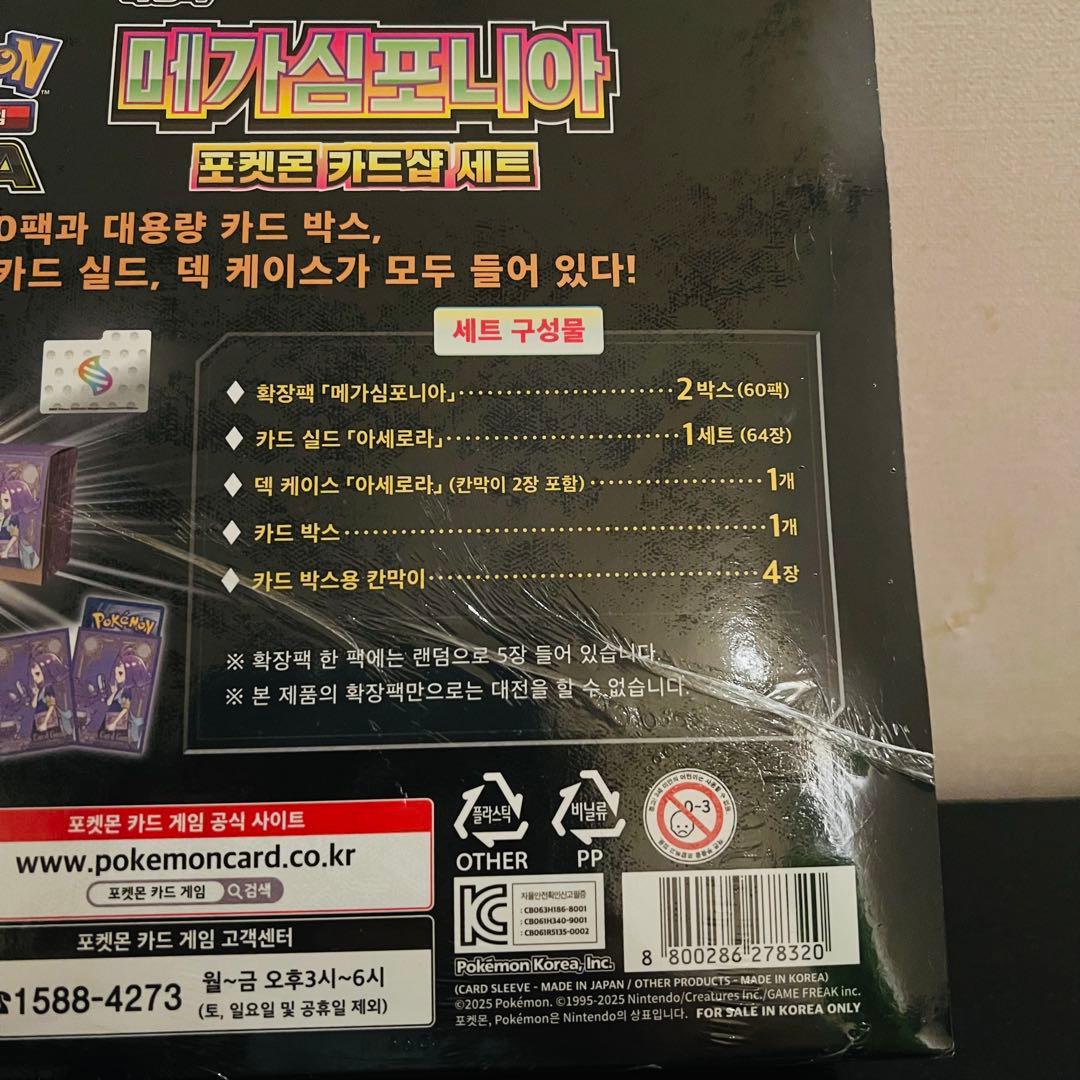 메가심포니아
포켓몬 카드샵 세트
0팩과 대용량 카드 박스,
카드 실드, 덱 케이스가 모두 들어 있다!
세트 구성물
◆ 확장팩 「메가심포니아」 2박스 (60팩)
◆ 카드 실드 「아세로라」 1세트 (64장)
◆ 덱 케이스 「아세로라」 (칸막이 2장 포함) 1개
◆ 카드 박스 1개
◆ 카드 박스용 칸막이 4장
POKÉMON
※ 확장팩 한 팩에는 랜덤으로 5장 들어 있습니다.
※ 본 제품의 확장팩만으로는 대전을 할 수 없습니다.
포켓몬 카드 게임 공식 사이트
www.pokemoncard.co.kr
포켓몬 카드 게임 검색
포켓몬 카드 게임 고객센터
☎1588-4273 월~금 오후3시~6시
(토, 일요일 및 공휴일 제외)
플라스틱
OTHER
비닐류
PP
0-3
자율안전확인신고필증
: CB063H186-8001
: CB061H340-9001
: CB061R5135-0002
8 800286 278320
Pokémon Korea, Inc.
(CARD SLEEVE - MADE IN JAPAN / OTHER PRODUCTS - MADE IN KOREA)
©2025 Pokémon. ©1995-2025 Nintendo/Creatures Inc./GAME FREAK inc.
포켓몬, Pokémon은 Nintendo의 상표입니다. FOR SALE IN KOREA ONLY